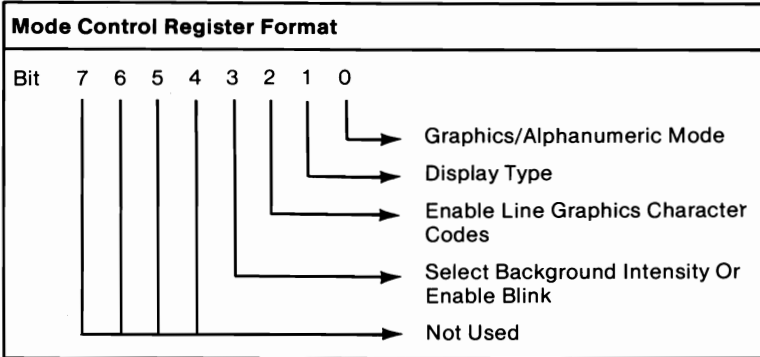 Mode Control Register Format
Bit 7 6 5 4 3 2 1 0
Graphics/Alphanumeric Mode
Display Type
Enable Line Graphics Character
Codes
Select Background Intensity Or
Enable Blink
Not Used